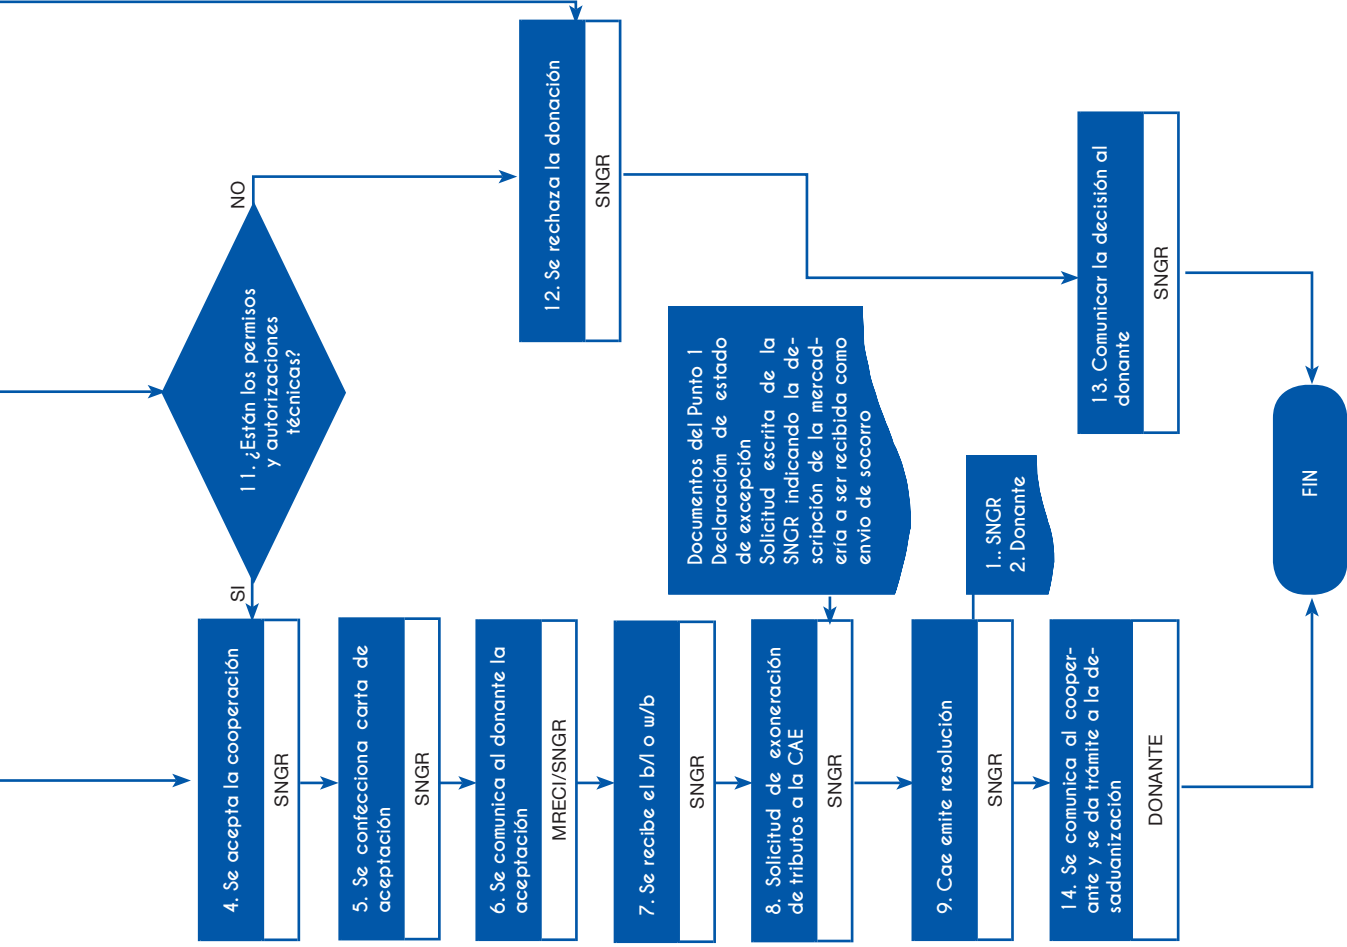 11. ¿Están los permisos
y autorizaciones
técnicas?
SI
NO
4. Se acepta la cooperación
SNGR
5. Se confecciona carta de
aceptación
SNGR
6. Se comunica al donante la
aceptación
MRECI/SNGR
12. Se rechaza la donación
SNGR
7. Se recibe el b/l o w/b
SNGR
Documentos del Punto 1
Declaracióm de estado
de excepción
Solicitud escrita de la
SNGR indicando la de-
scripción de la mercad-
ería a ser recibida como
envio de socorro
8. Solicitud de exoneración
de tributos a la CAE
SNGR
9. Cae emite resolución
SNGR
1.. SNGR
2. Donante
14. Se comunica al cooper-
ante y se da trámite a la de-
saduanización
DONANTE
13. Comunicar la decisión al
donante
SNGR
FIN